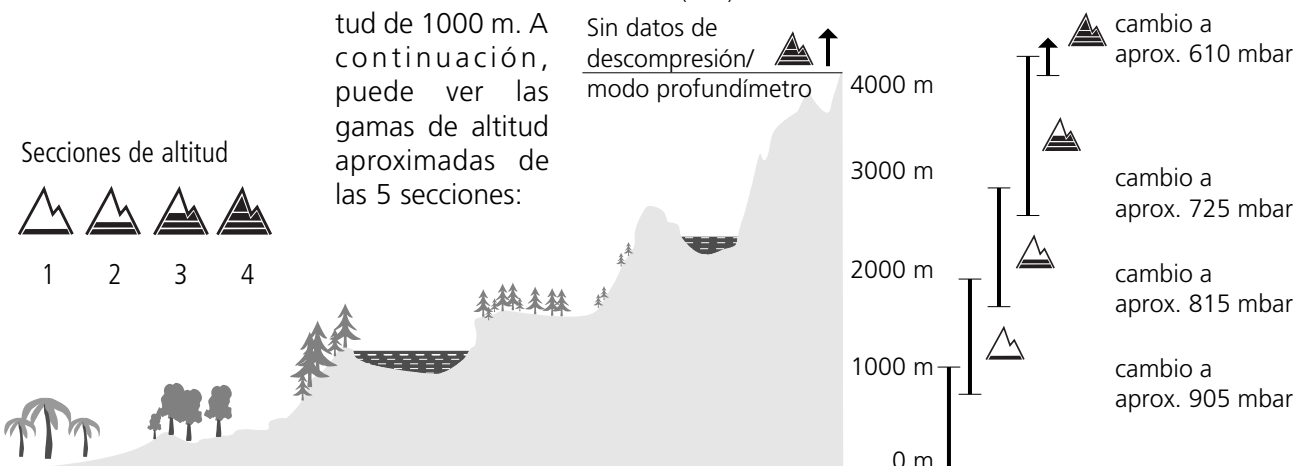 tud de 1000 m. A
continuación,
puede ver las
gamas de altitud
aproximadas de
las 5 secciones:
Secciones de altitud
1 2 3 4
Sin datos de
descompresión/
modo profundímetro
4000 m
3000 m
2000 m
1000 m
0 m
cambio a
aprox. 610 mbar
cambio a
aprox. 725 mbar
cambio a
aprox. 815 mbar
cambio a
aprox. 905 mbar